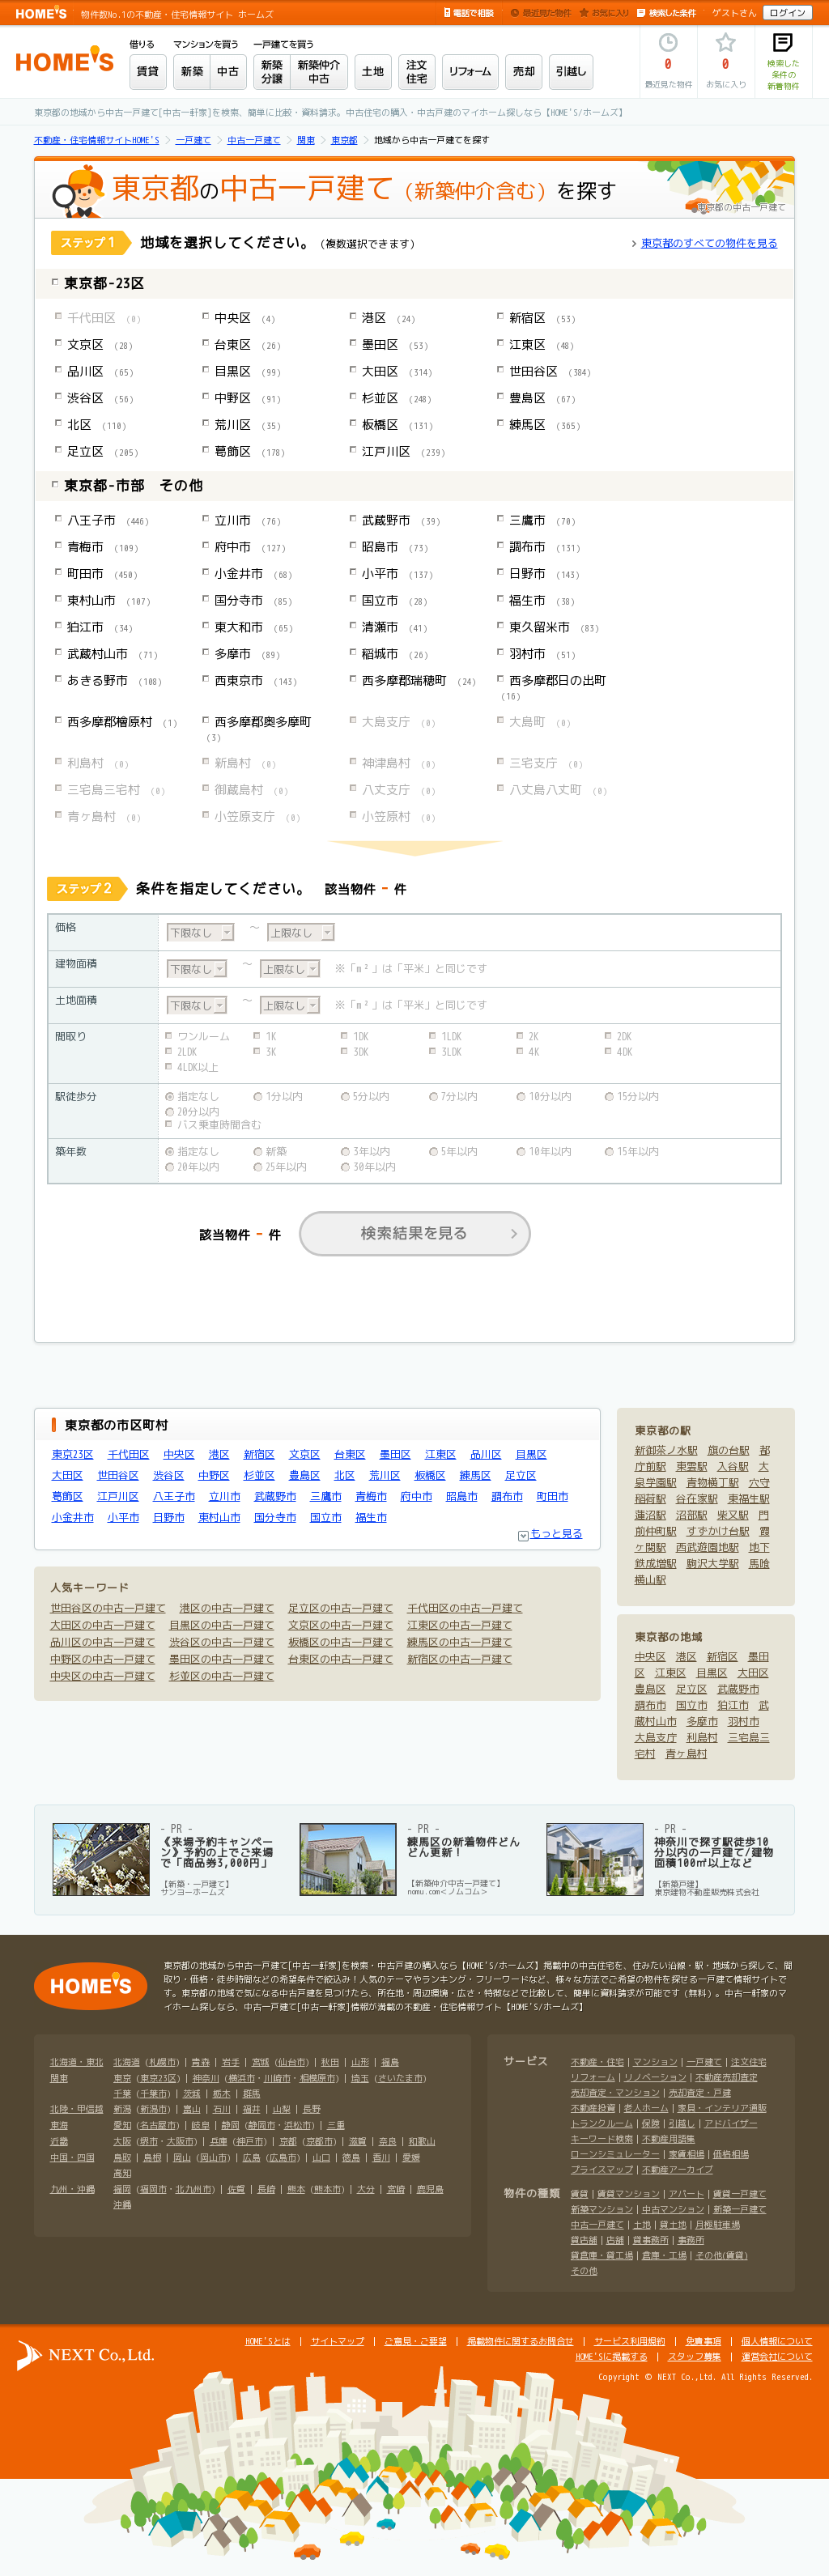 HOME'S 物件数No.1の不動産・住宅情報サイト ホームズ 電話で相談 最近見た物件 お気に入り 検索した条件 ゲストさん ログイン
HOME'S
借りる マンションを買う 一戸建てを買う
賃貸 新築 中古 新築分譲 新築仲介中古 土地 注文住宅 リフォーム 売却 引越し
0 最近見た物件 0 お気に入り 検索した条件の新着物件
東京都の地域から中古一戸建て[中古一軒家]を検索、簡単に比較・資料請求。中古住宅の購入・中古戸建のマイホーム探しなら【HOME'S/ホームズ】
不動産・住宅情報サイトHOME'S 一戸建て 中古一戸建て 関東 東京都 地域から中古一戸建てを探す
東京都の中古一戸建て（新築仲介含む）を探す
東京都の中古一戸建て
ステップ1 地域を選択してください。（複数選択できます） 東京都のすべての物件を見る
東京都-23区
千代田区 (0) 中央区 (4) 港区 (24) 新宿区 (53)
文京区 (28) 台東区 (26) 墨田区 (53) 江東区 (48)
品川区 (65) 目黒区 (99) 大田区 (314) 世田谷区 (384)
渋谷区 (56) 中野区 (91) 杉並区 (248) 豊島区 (67)
北区 (110) 荒川区 (35) 板橋区 (131) 練馬区 (365)
足立区 (205) 葛飾区 (178) 江戸川区 (239)
東京都-市部 その他
八王子市 (446) 立川市 (76) 武蔵野市 (39) 三鷹市 (70)
青梅市 (109) 府中市 (127) 昭島市 (73) 調布市 (131)
町田市 (450) 小金井市 (68) 小平市 (137) 日野市 (143)
東村山市 (107) 国分寺市 (85) 国立市 (28) 福生市 (38)
狛江市 (34) 東大和市 (65) 清瀬市 (41) 東久留米市 (83)
武蔵村山市 (71) 多摩市 (89) 稲城市 (26) 羽村市 (51)
あきる野市 (108) 西東京市 (143) 西多摩郡瑞穂町 (24) 西多摩郡日の出町 (16)
西多摩郡檜原村 (1) 西多摩郡奥多摩町 (3) 大島支庁 (0) 大島町 (0)
利島村 (0) 新島村 (0) 神津島村 (0) 三宅支庁 (0)
三宅島三宅村 (0) 御蔵島村 (0) 八丈支庁 (0) 八丈島八丈町 (0)
青ヶ島村 (0) 小笠原支庁 (0) 小笠原村 (0)
ステップ2 条件を指定してください。 該当物件 - 件
価格 下限なし ～ 上限なし
建物面積 下限なし ～ 上限なし ※「m²」は「平米」と同じです
土地面積 下限なし ～ 上限なし ※「m²」は「平米」と同じです
間取り ワンルーム 1K 1DK 1LDK 2K 2DK
2LDK 3K 3DK 3LDK 4K 4DK
4LDK以上
駅徒歩分 指定なし 1分以内 5分以内 7分以内 10分以内 15分以内
20分以内
バス乗車時間含む
築年数 指定なし 新築 3年以内 5年以内 10年以内 15年以内
20年以内 25年以内 30年以内
該当物件 - 件 検索結果を見る
東京都の市区町村
東京23区 千代田区 中央区 港区 新宿区 文京区 台東区 墨田区 江東区 品川区 目黒区
大田区 世田谷区 渋谷区 中野区 杉並区 豊島区 北区 荒川区 板橋区 練馬区 足立区
葛飾区 江戸川区 八王子市 立川市 武蔵野市 三鷹市 青梅市 府中市 昭島市 調布市 町田市
小金井市 小平市 日野市 東村山市 国分寺市 国立市 福生市
もっと見る
人気キーワード
世田谷区の中古一戸建て 港区の中古一戸建て 足立区の中古一戸建て 千代田区の中古一戸建て
大田区の中古一戸建て 目黒区の中古一戸建て 文京区の中古一戸建て 江東区の中古一戸建て
品川区の中古一戸建て 渋谷区の中古一戸建て 板橋区の中古一戸建て 練馬区の中古一戸建て
中野区の中古一戸建て 墨田区の中古一戸建て 台東区の中古一戸建て 新宿区の中古一戸建て
中央区の中古一戸建て 杉並区の中古一戸建て
東京都の駅
新御茶ノ水駅 旗の台駅 都
庁前駅 東雲駅 入谷駅 大
泉学園駅 青物横丁駅 穴守
稲荷駅 谷在家駅 東福生駅
蓮沼駅 沼部駅 柴又駅 門
前仲町駅 すずかけ台駅 霞
ヶ関駅 西武遊園地駅 地下
鉄成増駅 駒沢大学駅 馬喰
横山駅
東京都の地域
中央区 港区 新宿区 墨田
区 江東区 目黒区 大田区
豊島区 足立区 武蔵野市
調布市 国立市 狛江市 武
蔵村山市 多摩市 羽村市
大島支庁 利島村 三宅島三
宅村 青ヶ島村
- PR -
《来場予約キャンペーン》予約の上でご来場で「商品券3,000円」
【新築・一戸建て】
サンヨーホームズ
- PR -
練馬区の新着物件どんどん更新！
【新築仲介中古一戸建て】
nomu.com<ノムコム>
- PR -
神奈川で探す駅徒歩10分以内の一戸建て/建物面積100㎡以上など
【新築戸建】
東京建物不動産販売株式会社
HOME'S
東京都の地域から中古一戸建て[中古一軒家]を検索・中古戸建の購入なら【HOME'S/ホームズ】掲載中の中古住宅を、住みたい沿線・駅・地域から探して、間
取り・価格・徒歩時間などの希望条件で絞込み！人気のテーマやランキング・フリーワードなど、様々な方法でご希望の物件を探せる一戸建て情報サイトで
す。東京都の地域で気になる中古戸建を見つけたら、所在地・周辺環境・広さ・特徴などで比較して、簡単に資料請求が可能です（無料）。中古一軒家のマ
イホーム探しなら、中古一戸建て[中古一軒家]情報が満載の不動産・住宅情報サイト【HOME'S/ホームズ】
北海道・東北 北海道 (札幌市) | 青森 | 岩手 | 宮城 (仙台市) | 秋田 | 山形 | 福島
関東 東京 (東京23区) | 神奈川 (横浜市・川崎市・相模原市) | 埼玉 (さいたま市)
千葉 (千葉市) | 茨城 | 栃木 | 群馬
北陸・甲信越 新潟 (新潟市) | 富山 | 石川 | 福井 | 山梨 | 長野
東海 愛知 (名古屋市) | 岐阜 | 静岡 (静岡市・浜松市) | 三重
近畿 大阪 (堺市・大阪市) | 兵庫 (神戸市) | 京都 (京都市) | 滋賀 | 奈良 | 和歌山
中国・四国 鳥取 | 島根 | 岡山 (岡山市) | 広島 (広島市) | 山口 | 徳島 | 香川 | 愛媛
高知
九州・沖縄 福岡 (福岡市・北九州市) | 佐賀 | 長崎 | 熊本 (熊本市) | 大分 | 宮崎 | 鹿児島
沖縄
サービス 不動産・住宅 | マンション | 一戸建て | 注文住宅
リフォーム | リノベーション | 不動産売却査定
売却査定・マンション | 売却査定・戸建
不動産投資 | 老人ホーム | 家具・インテリア通販
トランクルーム | 保険 | 引越し | アドバイザー
キーワード検索 | 不動産用語集
ローンシミュレーター | 家賃相場 | 価格相場
プライスマップ | 不動産アーカイブ
物件の種類 賃貸 | 賃貸マンション | アパート | 賃貸一戸建て
新築マンション | 中古マンション | 新築一戸建て
中古一戸建て | 土地 | 貸土地 | 月極駐車場
貸店舗 | 店舗 | 貸事務所 | 事務所
貸倉庫・貸工場 | 倉庫・工場 | その他(賃貸)
その他
NEXT Co.,Ltd.
HOME'Sとは | サイトマップ | ご意見・ご要望 | 掲載物件に関するお問合せ | サービス利用規約 | 免責事項 | 個人情報について
HOME'Sに掲載する | スタッフ募集 | 運営会社について
Copyright © NEXT Co.,Ltd. All Rights Reserved.